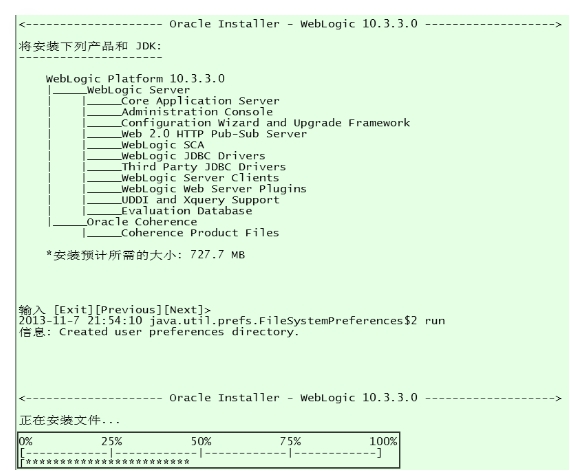 <------------------- Oracle Installer - WebLogic 10.3.3.0 ------------------>
将安装下列产品和 JDK:
--------------------
WebLogic Platform 10.3.3.0
|_____WebLogic Server
|    |_____Core Application Server
|    |_____Administration Console
|    |_____Configuration Wizard and Upgrade Framework
|    |_____Web 2.0 HTTP Pub-Sub Server
|    |_____WebLogic SCA
|    |_____WebLogic JDBC Drivers
|    |_____Third Party JDBC Drivers
|    |_____WebLogic Server Clients
|    |_____WebLogic Web Server Plugins
|    |_____UDDI and Xquery Support
|    |_____Evaluation Database
|_____Oracle Coherence
     |_____Coherence Product Files
*安装预计所需的大小: 727.7 MB
输入 [Exit][Previous][Next]>
2013-11-7 21:54:10 java.util.prefs.FileSystemPreferences$2 run
信息: Created user preferences directory.
<------------------- Oracle Installer - WebLogic 10.3.3.0 ------------------>
正在安装文件...
0%          25%          50%          75%          100%
[------------|------------|------------|------------]
[***********************